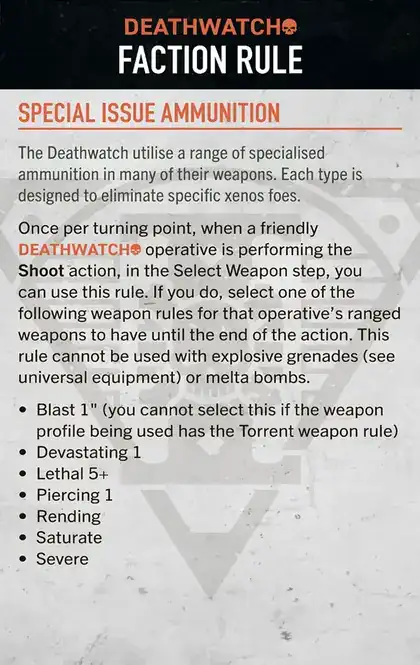 DEATHWATCH
FACTION RULE
SPECIAL ISSUE AMMUNITION
The Deathwatch utilise a range of specialised
ammunition in many of their weapons. Each type is
designed to eliminate specific xenos foes.
Once per turning point, when a friendly
DEATHWATCH operative is performing the
Shoot action, in the Select Weapon step, you
can use this rule. If you do, select one of the
following weapon rules for that operative's ranged
weapons to have until the end of the action. This
rule cannot be used with explosive grenades (see
universal equipment) or melta bombs.
• Blast 1" (you cannot select this if the weapon
profile being used has the Torrent weapon rule)
• Devastating 1
• Lethal 5+
• Piercing 1
• Rending
• Saturate
• Severe